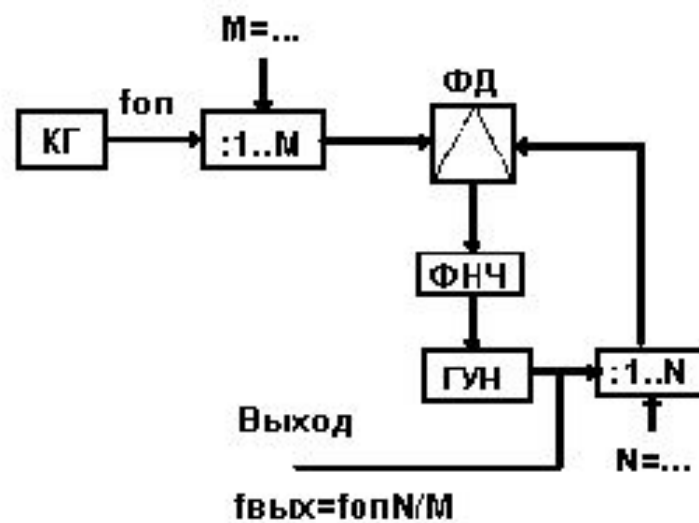 M=...
ФД
fоп
КГ
:1..M
ФНЧ
ГУН
:1..N
Выход
N=...
fвых=fопN/M